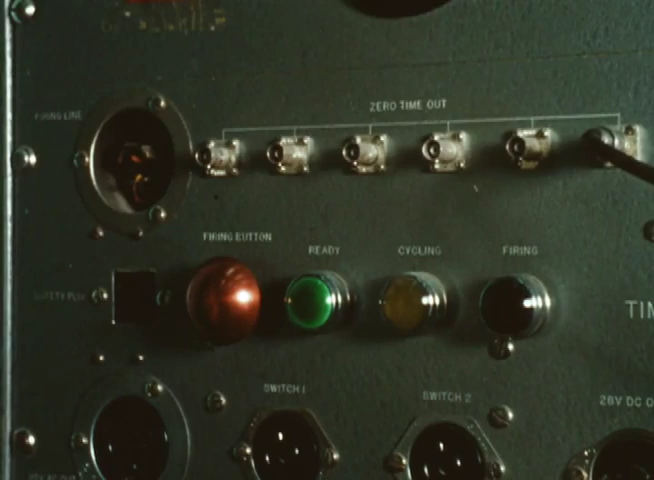 FIRING LINE
ZERO TIME OUT
FIRING BUTTON
READY
CYCLING
FIRING
SAFETY PLUG
TIM
SWITCH 1
SWITCH 2
28V DC O